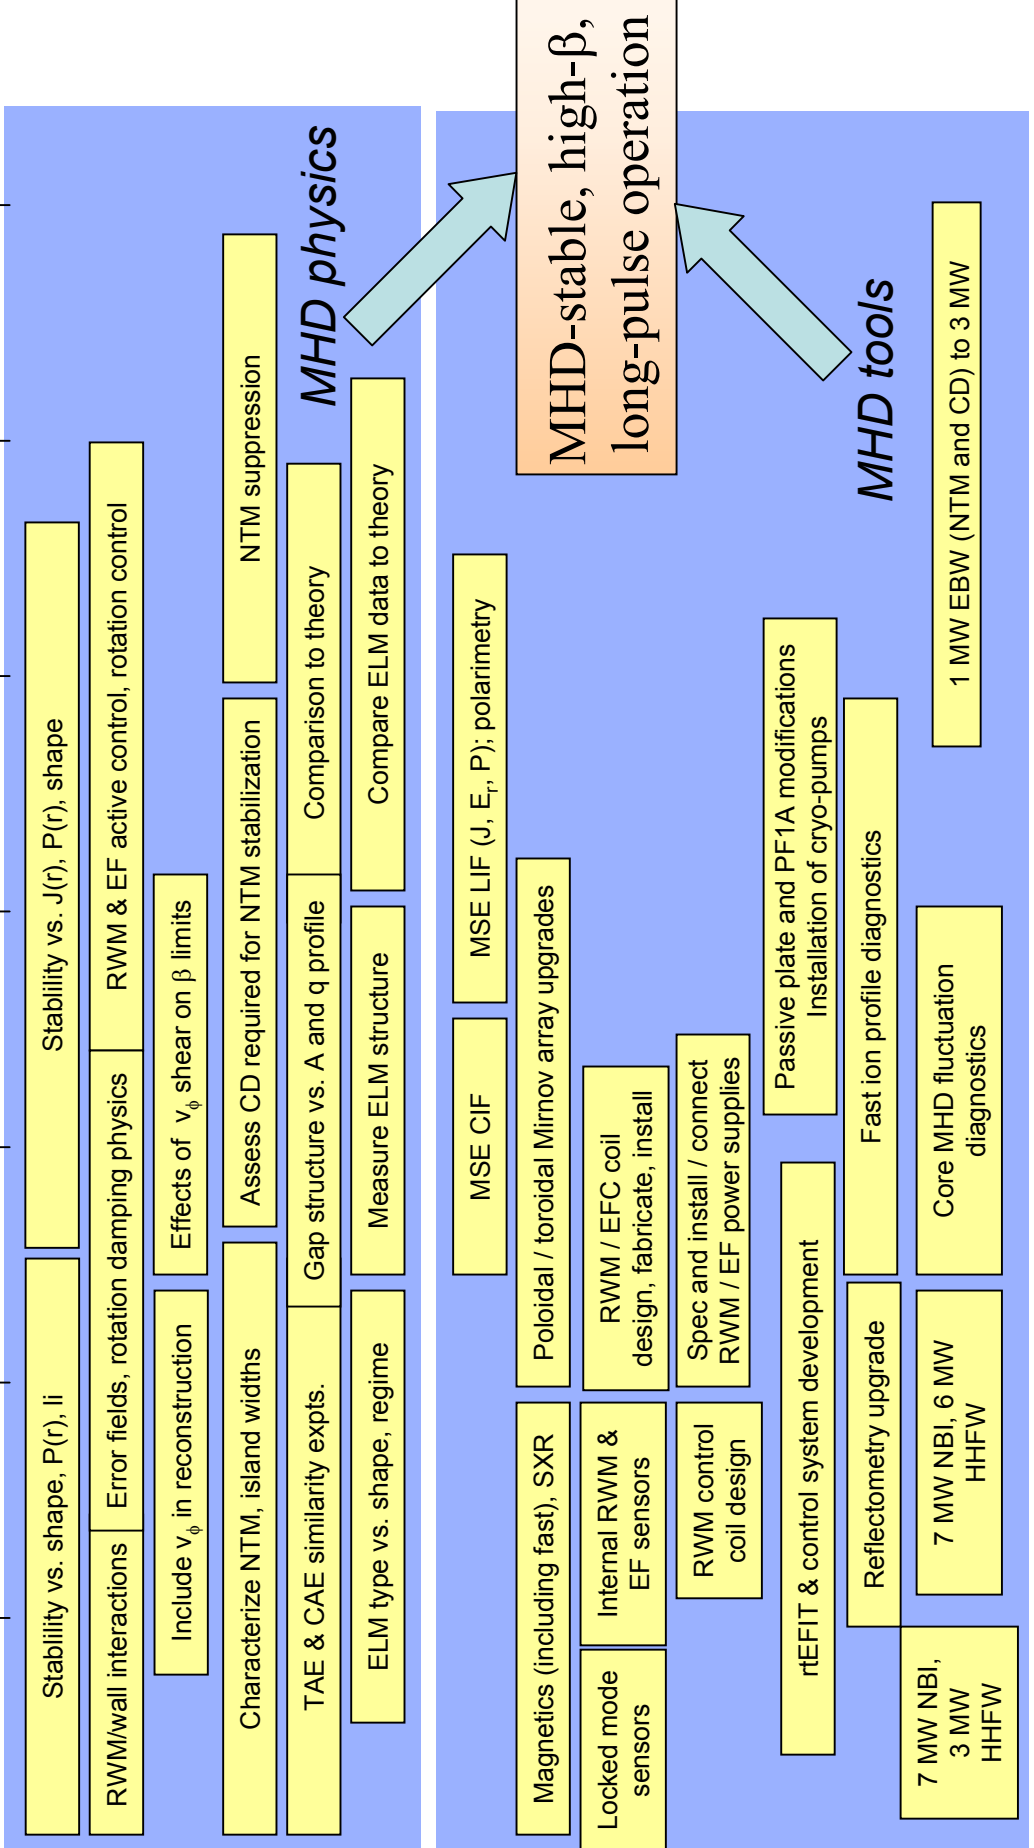 Stablility vs. shape, P(r), li
Stablility vs. J(r), P(r), shape
RWM/wall interactions
Error fields, rotation damping physics
RWM & EF active control, rotation control
Include vϕ in reconstruction
Effects of vϕ shear on β limits
Characterize NTM, island widths
Assess CD required for NTM stabilization
NTM suppression
TAE & CAE similarity expts.
Gap structure vs. A and q profile
Comparison to theory
MHD physics
ELM type vs. shape, regime
Measure ELM structure
Compare ELM data to theory
MSE CIF
MSE LIF (J, Er, P); polarimetry
Magnetics (including fast), SXR
Poloidal / toroidal Mirnov array upgrades
MHD-stable, high-β,
long-pulse operation
Locked mode
sensors
Internal RWM &
EF sensors
RWM / EFC coil
design, fabricate, install
RWM control
coil design
Spec and install / connect
RWM / EF power supplies
rtEFIT & control system development
Passive plate and PF1A modifications
Installation of cryo-pumps
Reflectometry upgrade
Fast ion profile diagnostics
MHD tools
7 MW NBI,
3 MW
HHFW
7 MW NBI, 6 MW
HHFW
Core MHD fluctuation
diagnostics
1 MW EBW (NTM and CD) to 3 MW